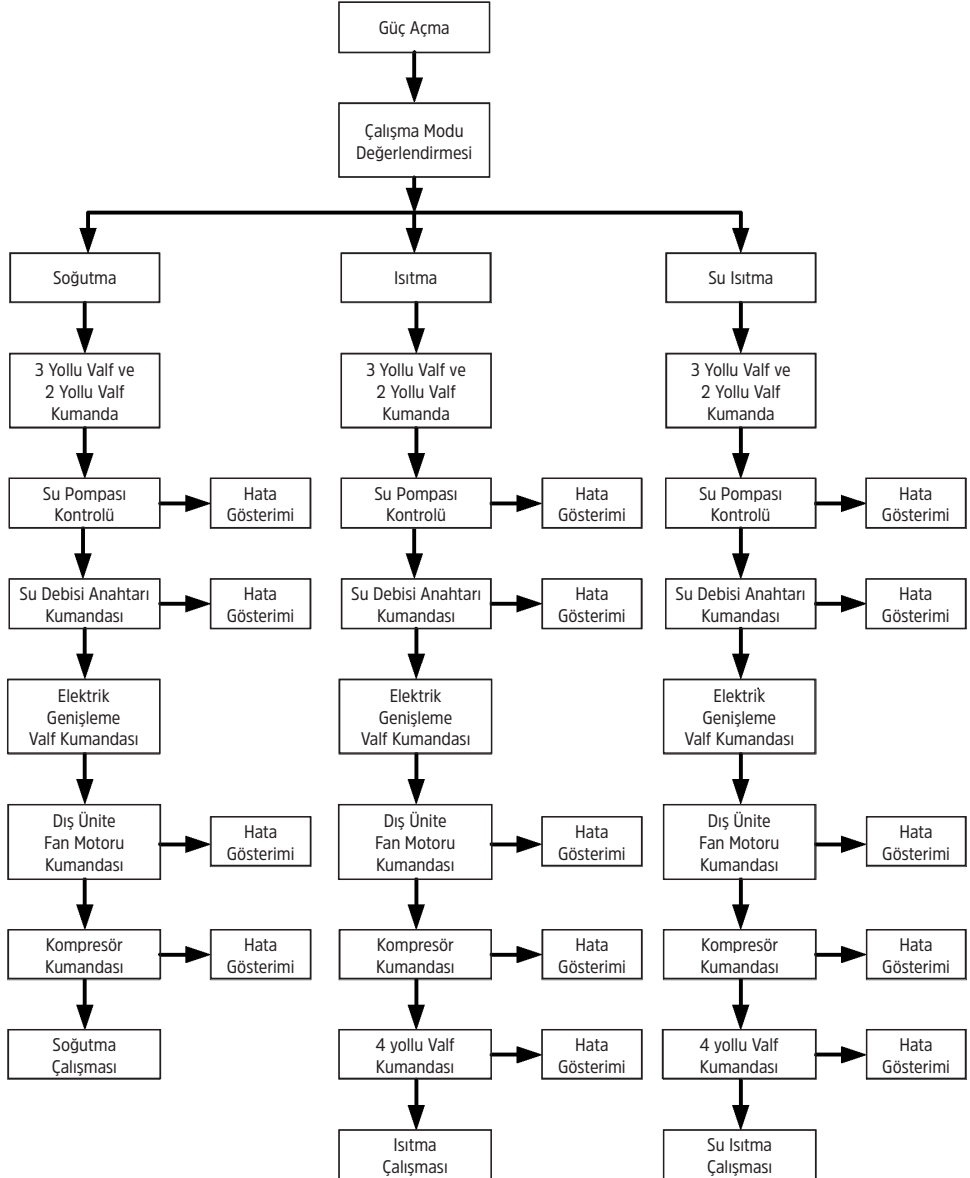 Güç Açma
Çalışma Modu
Değerlendirmesi
Soğutma
Isıtma
Su Isıtma
3 Yollu Valf ve
2 Yollu Valf
Kumanda
3 Yollu Valf ve
2 Yollu Valf
Kumanda
3 Yollu Valf ve
2 Yollu Valf
Kumanda
Su Pompası
Kontrolü
Hata
Gösterimi
Su Pompası
Kontrolü
Hata
Gösterimi
Su Pompası
Kontrolü
Hata
Gösterimi
Su Debisi Anahtarı
Kumandası
Hata
Gösterimi
Su Debisi Anahtarı
Kumandası
Hata
Gösterimi
Su Debisi Anahtarı
Kumandası
Hata
Gösterimi
Elektrik
Genişleme
Valf Kumandası
Elektrik
Genişleme
Valf Kumandası
Elektrik
Genişleme
Valf Kumandası
Dış Ünite
Fan Motoru
Kumandası
Hata
Gösterimi
Dış Ünite
Fan Motoru
Kumandası
Hata
Gösterimi
Dış Ünite
Fan Motoru
Kumandası
Hata
Gösterimi
Kompresör
Kumandası
Hata
Gösterimi
Kompresör
Kumandası
Hata
Gösterimi
Kompresör
Kumandası
Hata
Gösterimi
Soğutma
Çalışması
4 yollu Valf
Kumandası
Hata
Gösterimi
4 yollu Valf
Kumandası
Hata
Gösterimi
Isıtma
Çalışması
Su Isıtma
Çalışması